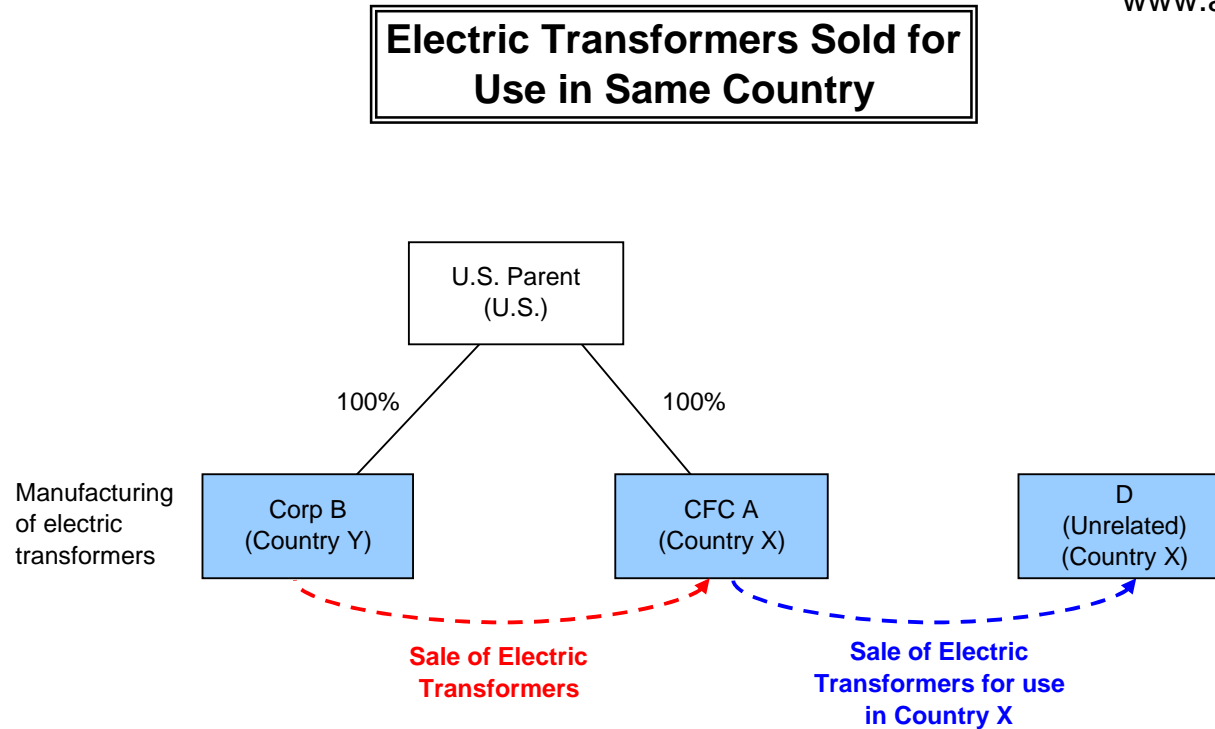 www.a
Electric Transformers Sold for
Use in Same Country
U.S. Parent
(U.S.)
100%
100%
Manufacturing
of electric
transformers
Corp B
(Country Y)
CFC A
(Country X)
D
(Unrelated)
(Country X)
Sale of Electric
Transformers
Sale of Electric
Transformers for use
in Country X